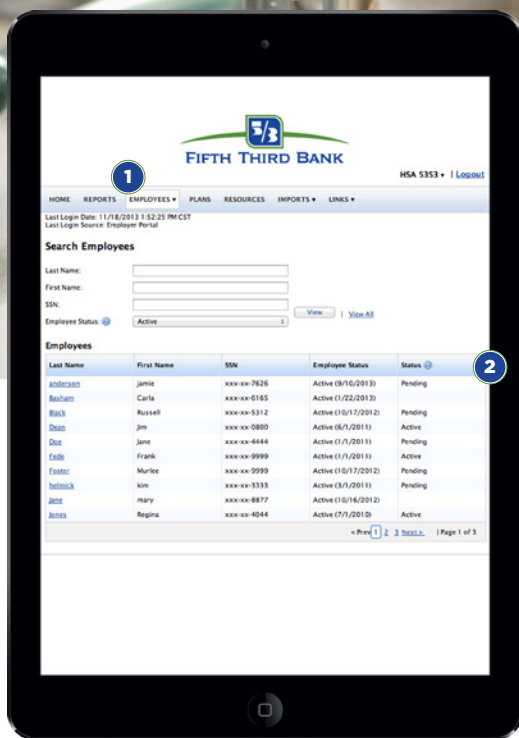 5/3
FIFTH THIRD BANK
1
HSA 5353 ▾ | Logout
HOME REPORTS EMPLOYEES ▾ PLANS RESOURCES IMPORTS ▾ LINKS ▾
Last Login Date: 11/18/2013 1:52:25 PM CST
Last Login Source: Employer Portal
Search Employees
Last Name:
First Name:
SSN:
View | View All
Employee Status: Active
Employees
2
Last Name First Name SSN Employee Status Status
anderson jamie xxx-xx-7626 Active (9/10/2013) Pending
Basham Carla xxx-xx-6165 Active (1/22/2013)
Black Russell xxx-xx-5312 Active (10/17/2012) Pending
Dean Jim xxx-xx-0800 Active (6/1/2011) Active
Doe Jane xxx-xx-4444 Active (1/1/2011) Pending
Fede Frank xxx-xx-9999 Active (1/1/2011) Active
Foster Murlee xxx-xx-9999 Active (10/17/2012) Pending
helmick kim xxx-xx-3333 Active (3/1/2011) Pending
jane mary xxx-xx-8877 Active (10/16/2012)
Jones Regina xxx-xx-4044 Active (7/1/2010) Active
< Prev 1 2 3 Next > | Page 1 of 3